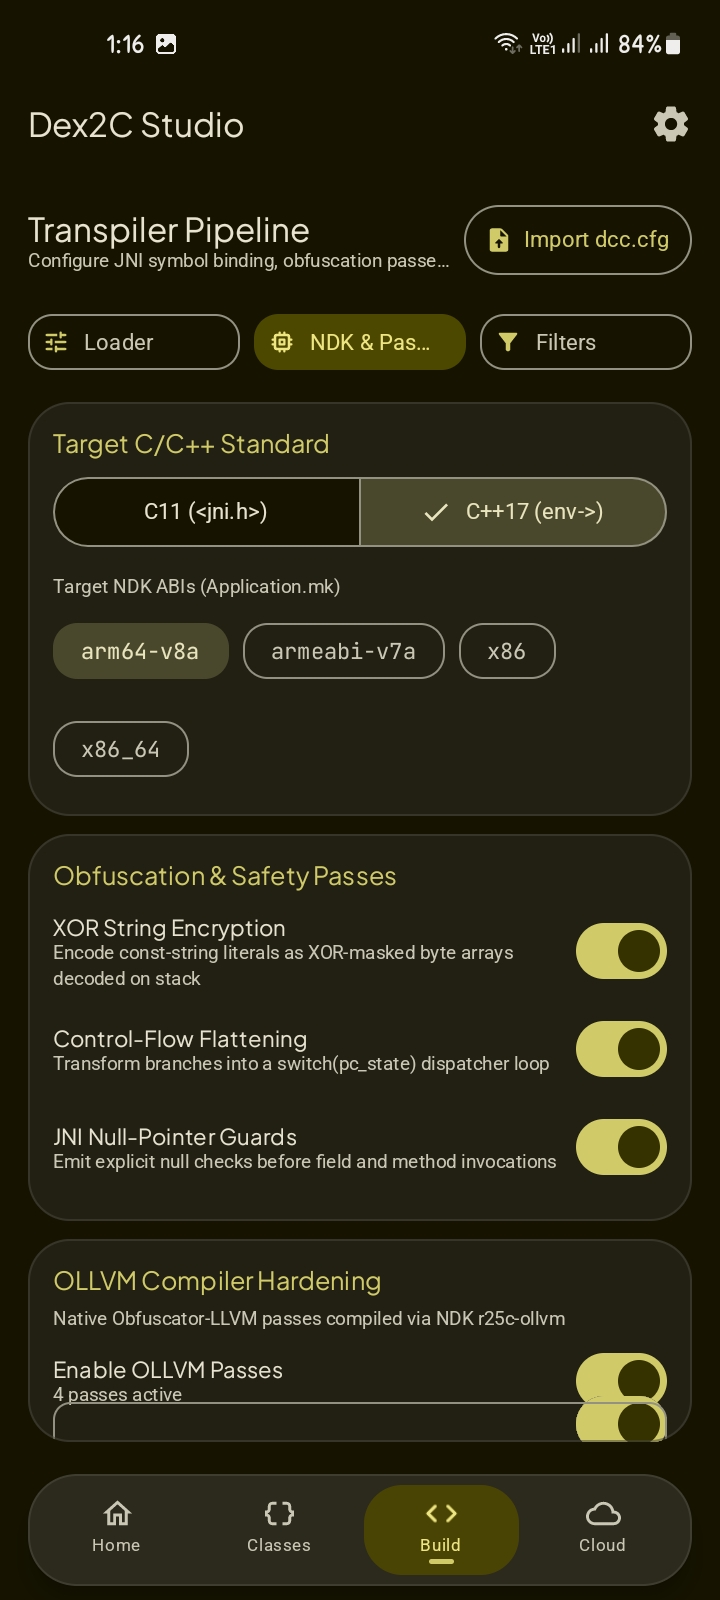 1:16
Vo))
LTE1
84%
Dex2C Studio
Transpiler Pipeline
Configure JNI symbol binding, obfuscation passe…
Import dcc.cfg
Loader
NDK & Pas…
Filters
Target C/C++ Standard
C11 (<jni.h>)
C++17 (env->)
Target NDK ABIs (Application.mk)
arm64-v8a
armeabi-v7a
x86
x86_64
Obfuscation & Safety Passes
XOR String Encryption
Encode const-string literals as XOR-masked byte arrays
decoded on stack
Control-Flow Flattening
Transform branches into a switch(pc_state) dispatcher loop
JNI Null-Pointer Guards
Emit explicit null checks before field and method invocations
OLLVM Compiler Hardening
Native Obfuscator-LLVM passes compiled via NDK r25c-ollvm
Enable OLLVM Passes
4 passes active
Home
Classes
Build
Cloud